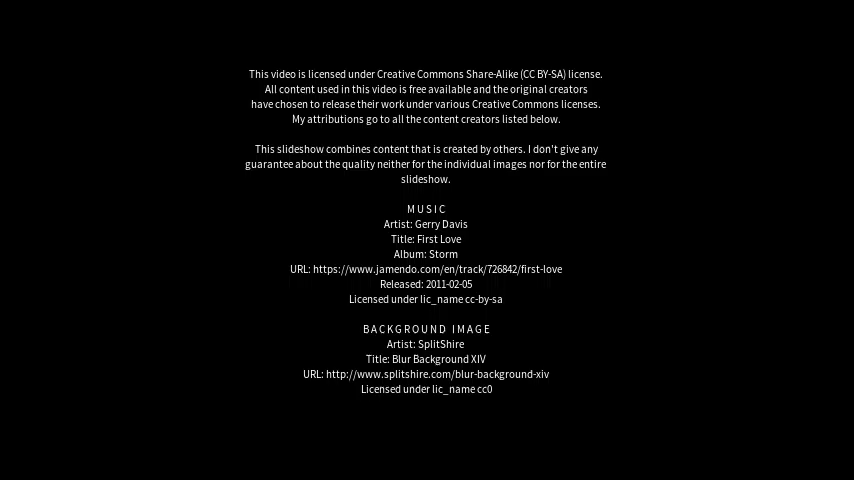 This video is licensed under Creative Commons Share-Alike (CC BY-SA) license.
All content used in this video is free available and the original creators
have chosen to release their work under various Creative Commons licenses.
My attributions go to all the content creators listed below.
This slideshow combines content that is created by others. I don't give any
guarantee about the quality neither for the individual images nor for the entire
slideshow.
MUSIC
Artist: Gerry Davis
Title: First Love
Album: Storm
URL: https://www.jamendo.com/en/track/726842/first-love
Released: 2011-02-05
Licensed under lic_name cc-by-sa
BACKGROUND IMAGE
Artist: SplitShire
Title: Blur Background XIV
URL: http://www.splitshire.com/blur-background-xiv
Licensed under lic_name cc0